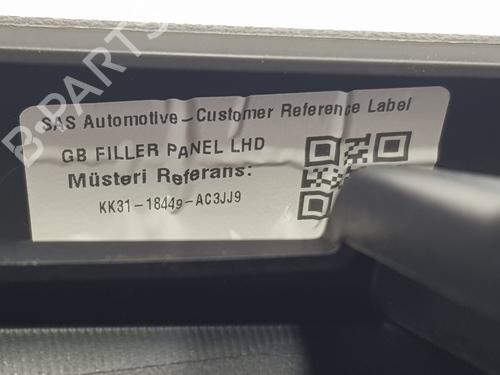 B-PARTS
SAS Automotive - Customer Reference Label
GB FILLER PANEL LHD
Müsteri Referans:
KK31-18449-AC3JJ9